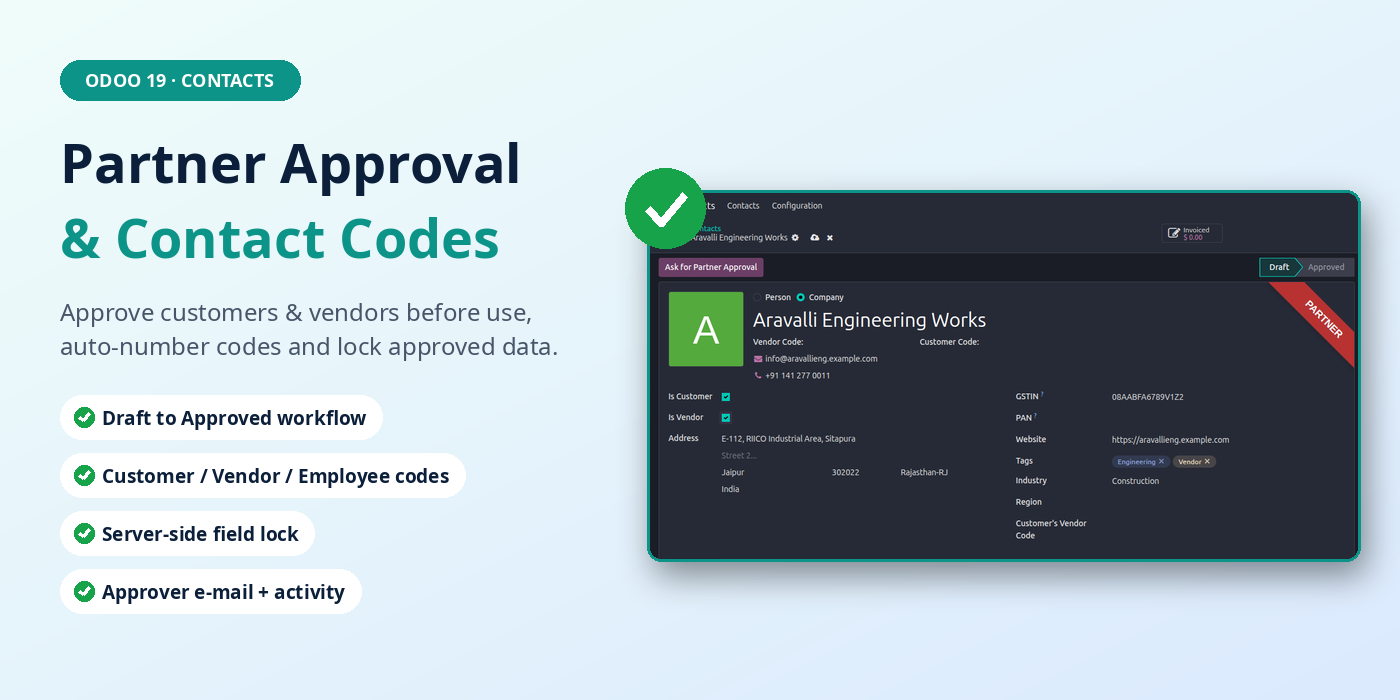 ODOO 19 · CONTACTS
Partner Approval
& Contact Codes
Approve customers & vendors before use,
auto-number codes and lock approved data.
Draft to Approved workflow
Customer / Vendor / Employee codes
Server-side field lock
Approver e-mail + activity
Contacts Configuration
Aravalli Engineering Works
Invoiced
$ 0.00
Ask for Partner Approval
Draft Approved
PARTNER
A
Person Company
Aravalli Engineering Works
Vendor Code: Customer Code:
info@aravallieng.example.com
+91 141 277 0011
Is Customer
Is Vendor
Address E-112, RIICO Industrial Area, Sitapura
Street 2...
Jaipur 302022 Rajasthan-RJ
India
GSTIN ? 08AABFA6789V1Z2
PAN ?
Website https://aravallieng.example.com
Tags Engineering × Vendor ×
Industry Construction
Region
Customer's Vendor
Code